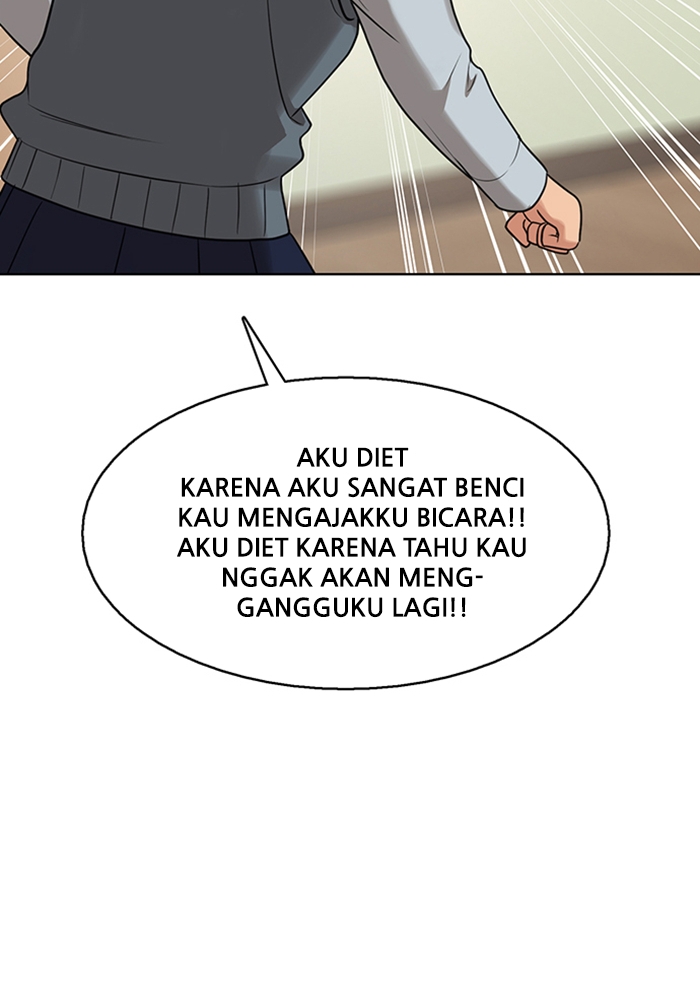 AKU DIET
KARENA AKU SANGAT BENCI
KAU MENGAJAKKU BICARA!!
AKU DIET KARENA TAHU KAU
NGGAK AKAN MENG-
GANGGUKU LAGI!!